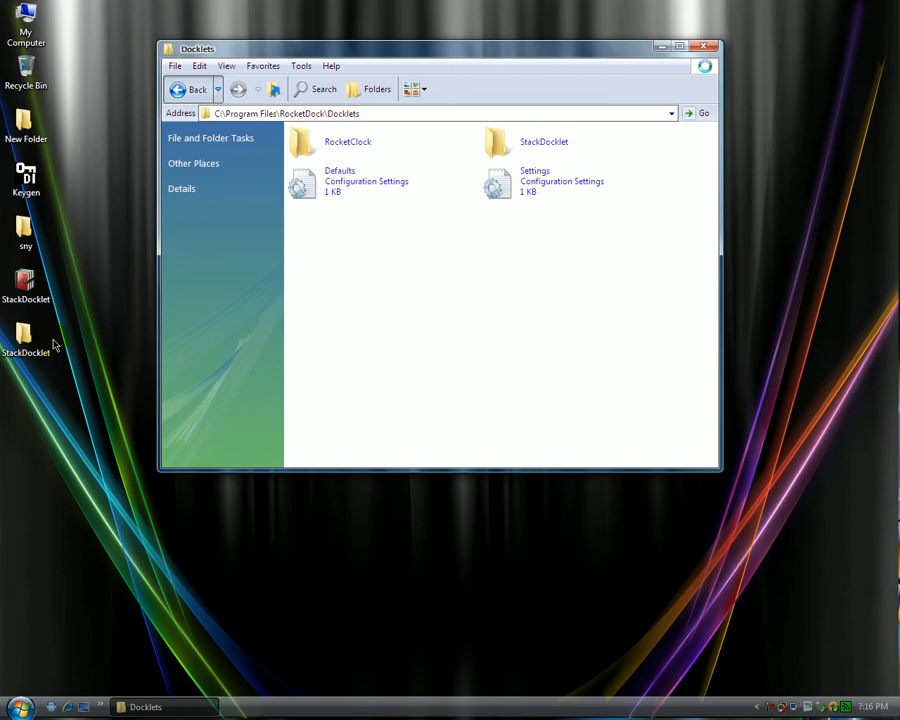 My
Computer
Recycle Bin
New Folder
DI
Keygen
sny
StackDocklet
StackDocklet
Docklets
File Edit View Favorites Tools Help
Back Search Folders
Address C:\Program Files\RocketDock\Docklets Go
File and Folder Tasks
Other Places
Details
RocketClock
StackDocklet
Defaults
Configuration Settings
1 KB
Settings
Configuration Settings
1 KB
Docklets
7:16 PM